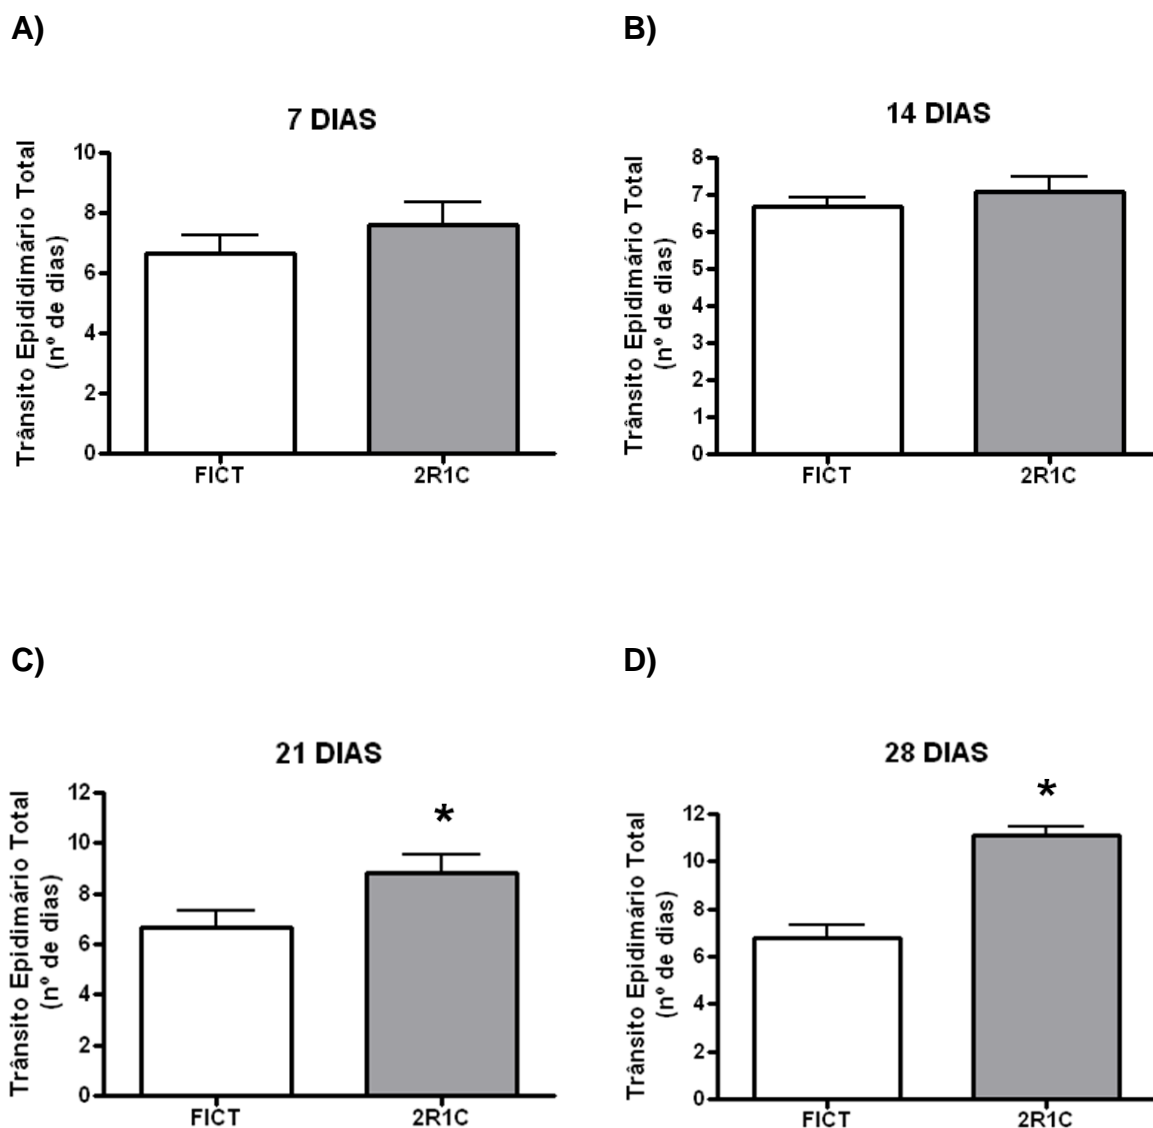 A)
7 DIAS
Trânsito Epididimário Total
(nº de dias)
10
8
6
4
2
0
FICT 2R1C
B)
14 DIAS
Trânsito Epidimário Total
(nº de dias)
8
7
6
5
4
3
2
1
0
FICT 2R1C
C)
21 DIAS
Trânsito Epidimário Total
(nº de dias)
12
10
8
6
4
2
0
*
FICT 2R1C
D)
28 DIAS
Trânsito Epidimário Total
(nº de dias)
12
10
8
6
4
2
0
*
FICT 2R1C